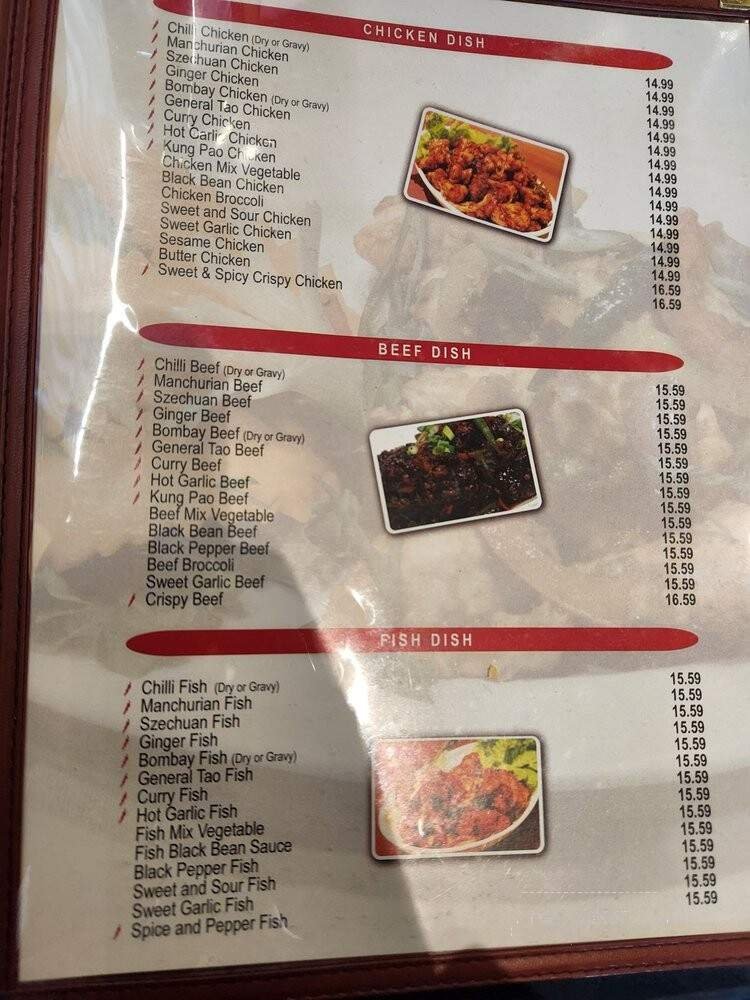 CHICKEN DISH
Chilli Chicken (Dry or Gravy) 14.99
Manchurian Chicken 14.99
Szechuan Chicken 14.99
Ginger Chicken 14.99
Bombay Chicken (Dry or Gravy) 14.99
General Tao Chicken 14.99
Curry Chicken 14.99
Hot Garlic Chicken 14.99
Kung Pao Chicken 14.99
Chicken Mix Vegetable 14.99
Black Bean Chicken 14.99
Chicken Broccoli 14.99
Sweet and Sour Chicken 14.99
Sweet Garlic Chicken 14.99
Sesame Chicken 14.99
Butter Chicken 16.59
Sweet & Spicy Crispy Chicken 16.59
BEEF DISH
Chilli Beef (Dry or Gravy) 15.59
Manchurian Beef 15.59
Szechuan Beef 15.59
Ginger Beef 15.59
Bombay Beef (Dry or Gravy) 15.59
General Tao Beef 15.59
Curry Beef 15.59
Hot Garlic Beef 15.59
Kung Pao Beef 15.59
Beef Mix Vegetable 15.59
Black Bean Beef 15.59
Black Pepper Beef 15.59
Beef Broccoli 15.59
Sweet Garlic Beef 15.59
Crispy Beef 16.59
FISH DISH
Chilli Fish (Dry or Gravy) 15.59
Manchurian Fish 15.59
Szechuan Fish 15.59
Ginger Fish 15.59
Bombay Fish (Dry or Gravy) 15.59
General Tao Fish 15.59
Curry Fish 15.59
Hot Garlic Fish 15.59
Fish Mix Vegetable 15.59
Fish Black Bean Sauce 15.59
Black Pepper Fish 15.59
Sweet and Sour Fish 15.59
Sweet Garlic Fish 15.59
Spice and Pepper Fish 15.59